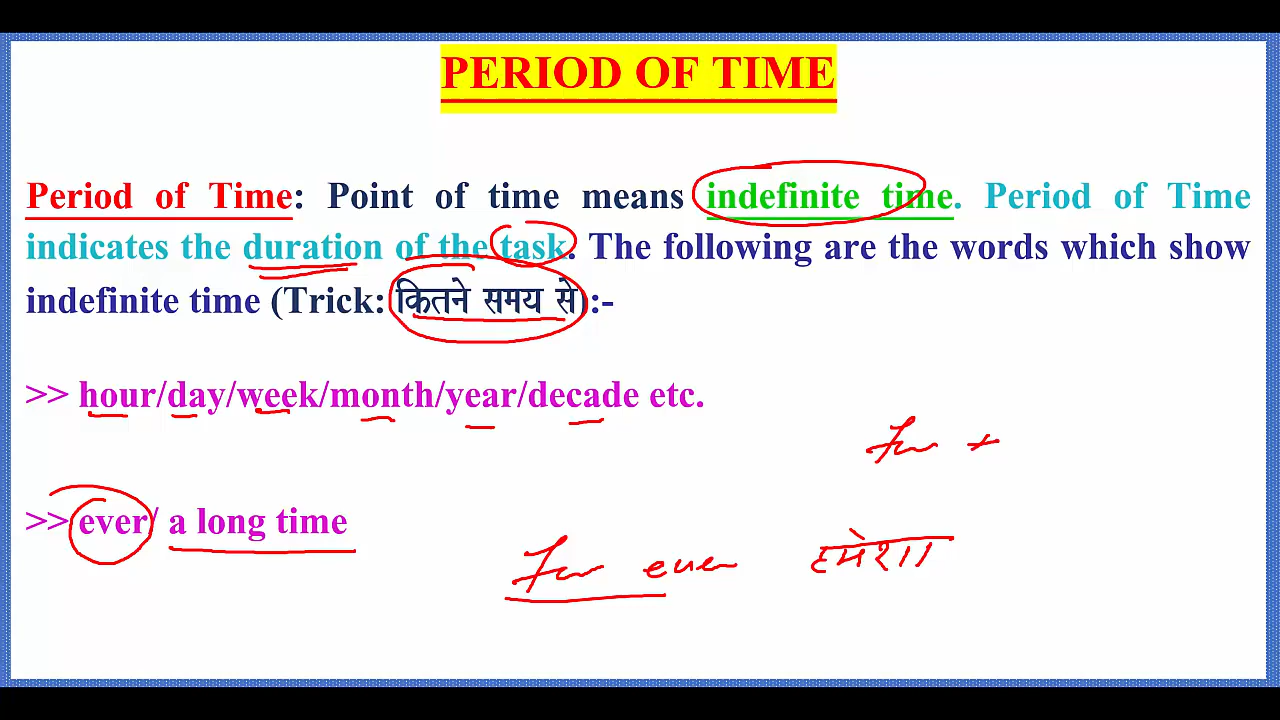 PERIOD OF TIME
Period of Time: Point of time means indefinite time. Period of Time
indicates the duration of the task. The following are the words which show
indefinite time (Trick: कितने समय से):-
>> hour/day/week/month/year/decade etc.
For +
>> ever/ a long time
For ever हमेशा